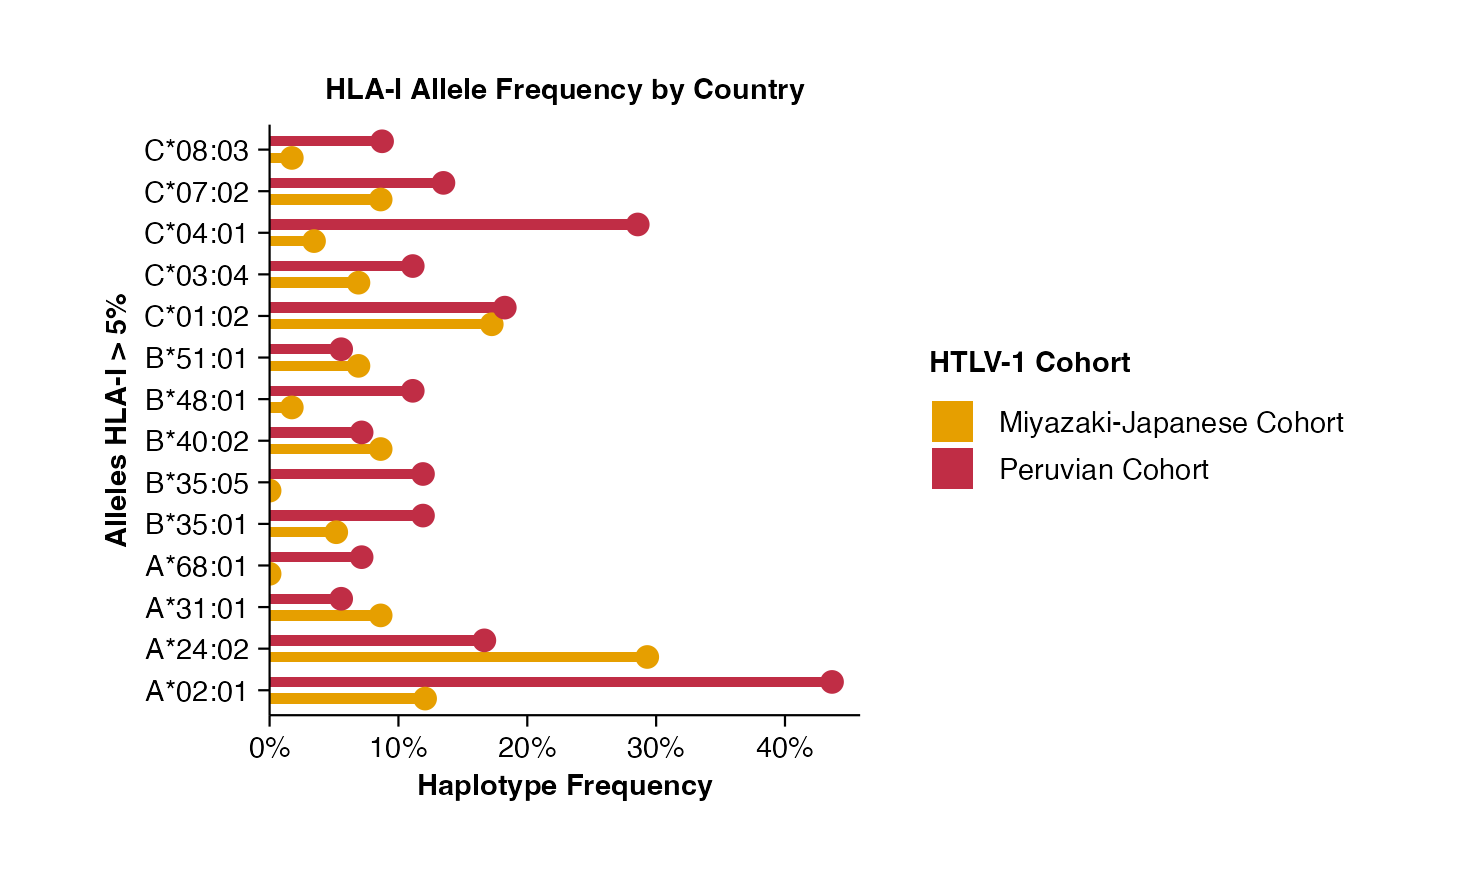 HLA-I Allele Frequency by Country
Alleles HLA-I > 5%
C*08:03
C*07:02
C*04:01
C*03:04
C*01:02
B*51:01
B*48:01
B*40:02
B*35:05
B*35:01
A*68:01
A*31:01
A*24:02
A*02:01
0% 10% 20% 30% 40%
Haplotype Frequency
HTLV-1 Cohort
Miyazaki-Japanese Cohort
Peruvian Cohort